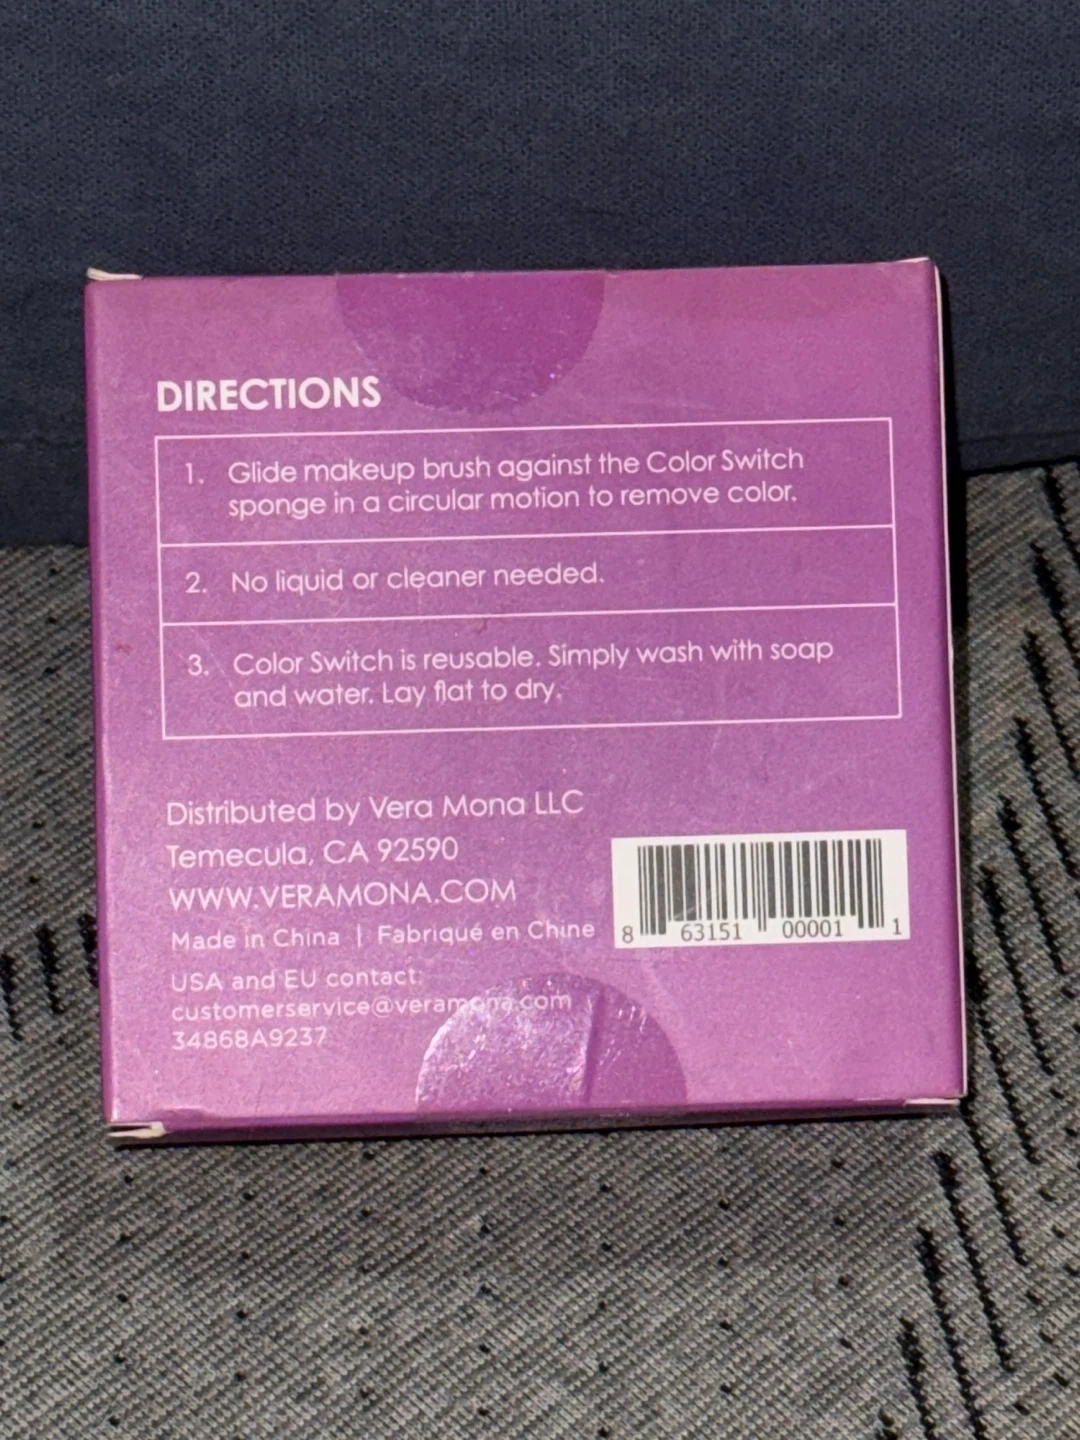 DIRECTIONS
1. Glide makeup brush against the Color Switch
sponge in a circular motion to remove color.
2. No liquid or cleaner needed.
3. Color Switch is reusable. Simply wash with soap
and water. Lay flat to dry.
Distributed by Vera Mona LLC
Temecula, CA 92590
WWW.VERAMONA.COM
Made in China | Fabriqué en Chine
USA and EU contact:
customerservice@veramona.com
34868A9237
8 63151 00001 1